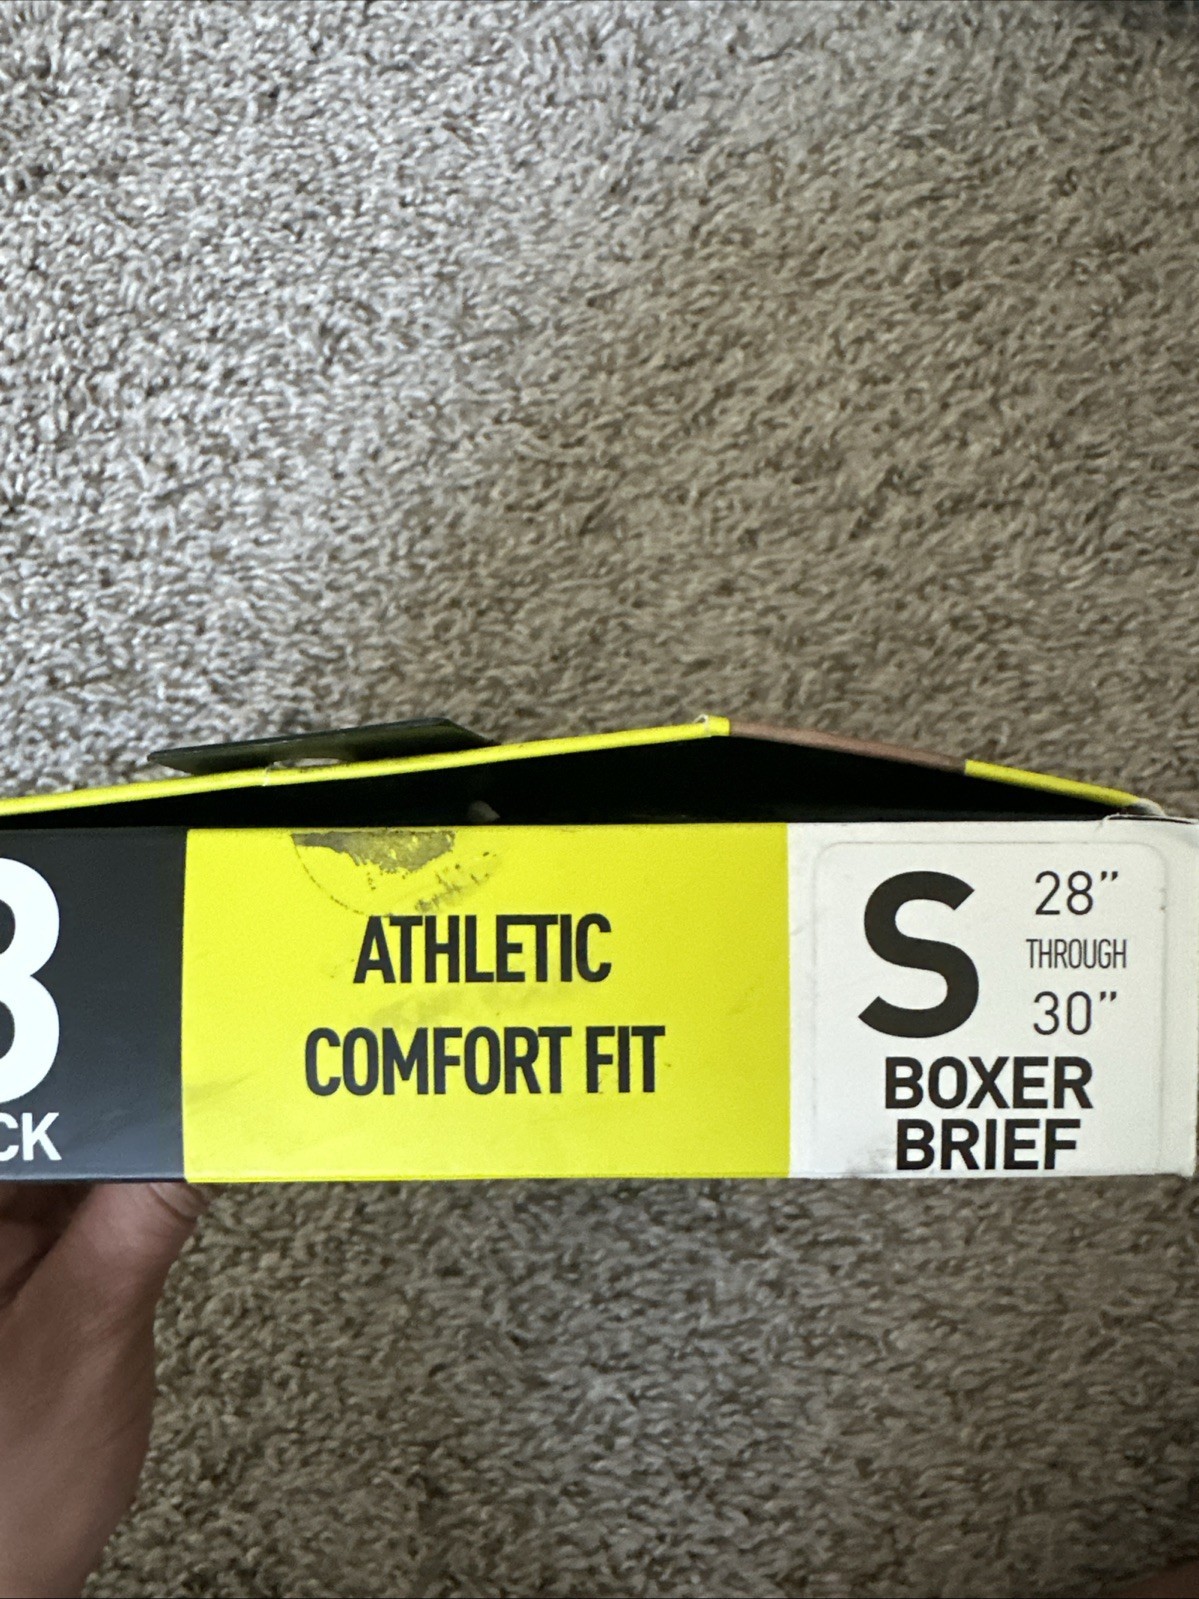 3
CK
ATHLETIC
COMFORT FIT
S
28”
THROUGH
30”
BOXER
BRIEF